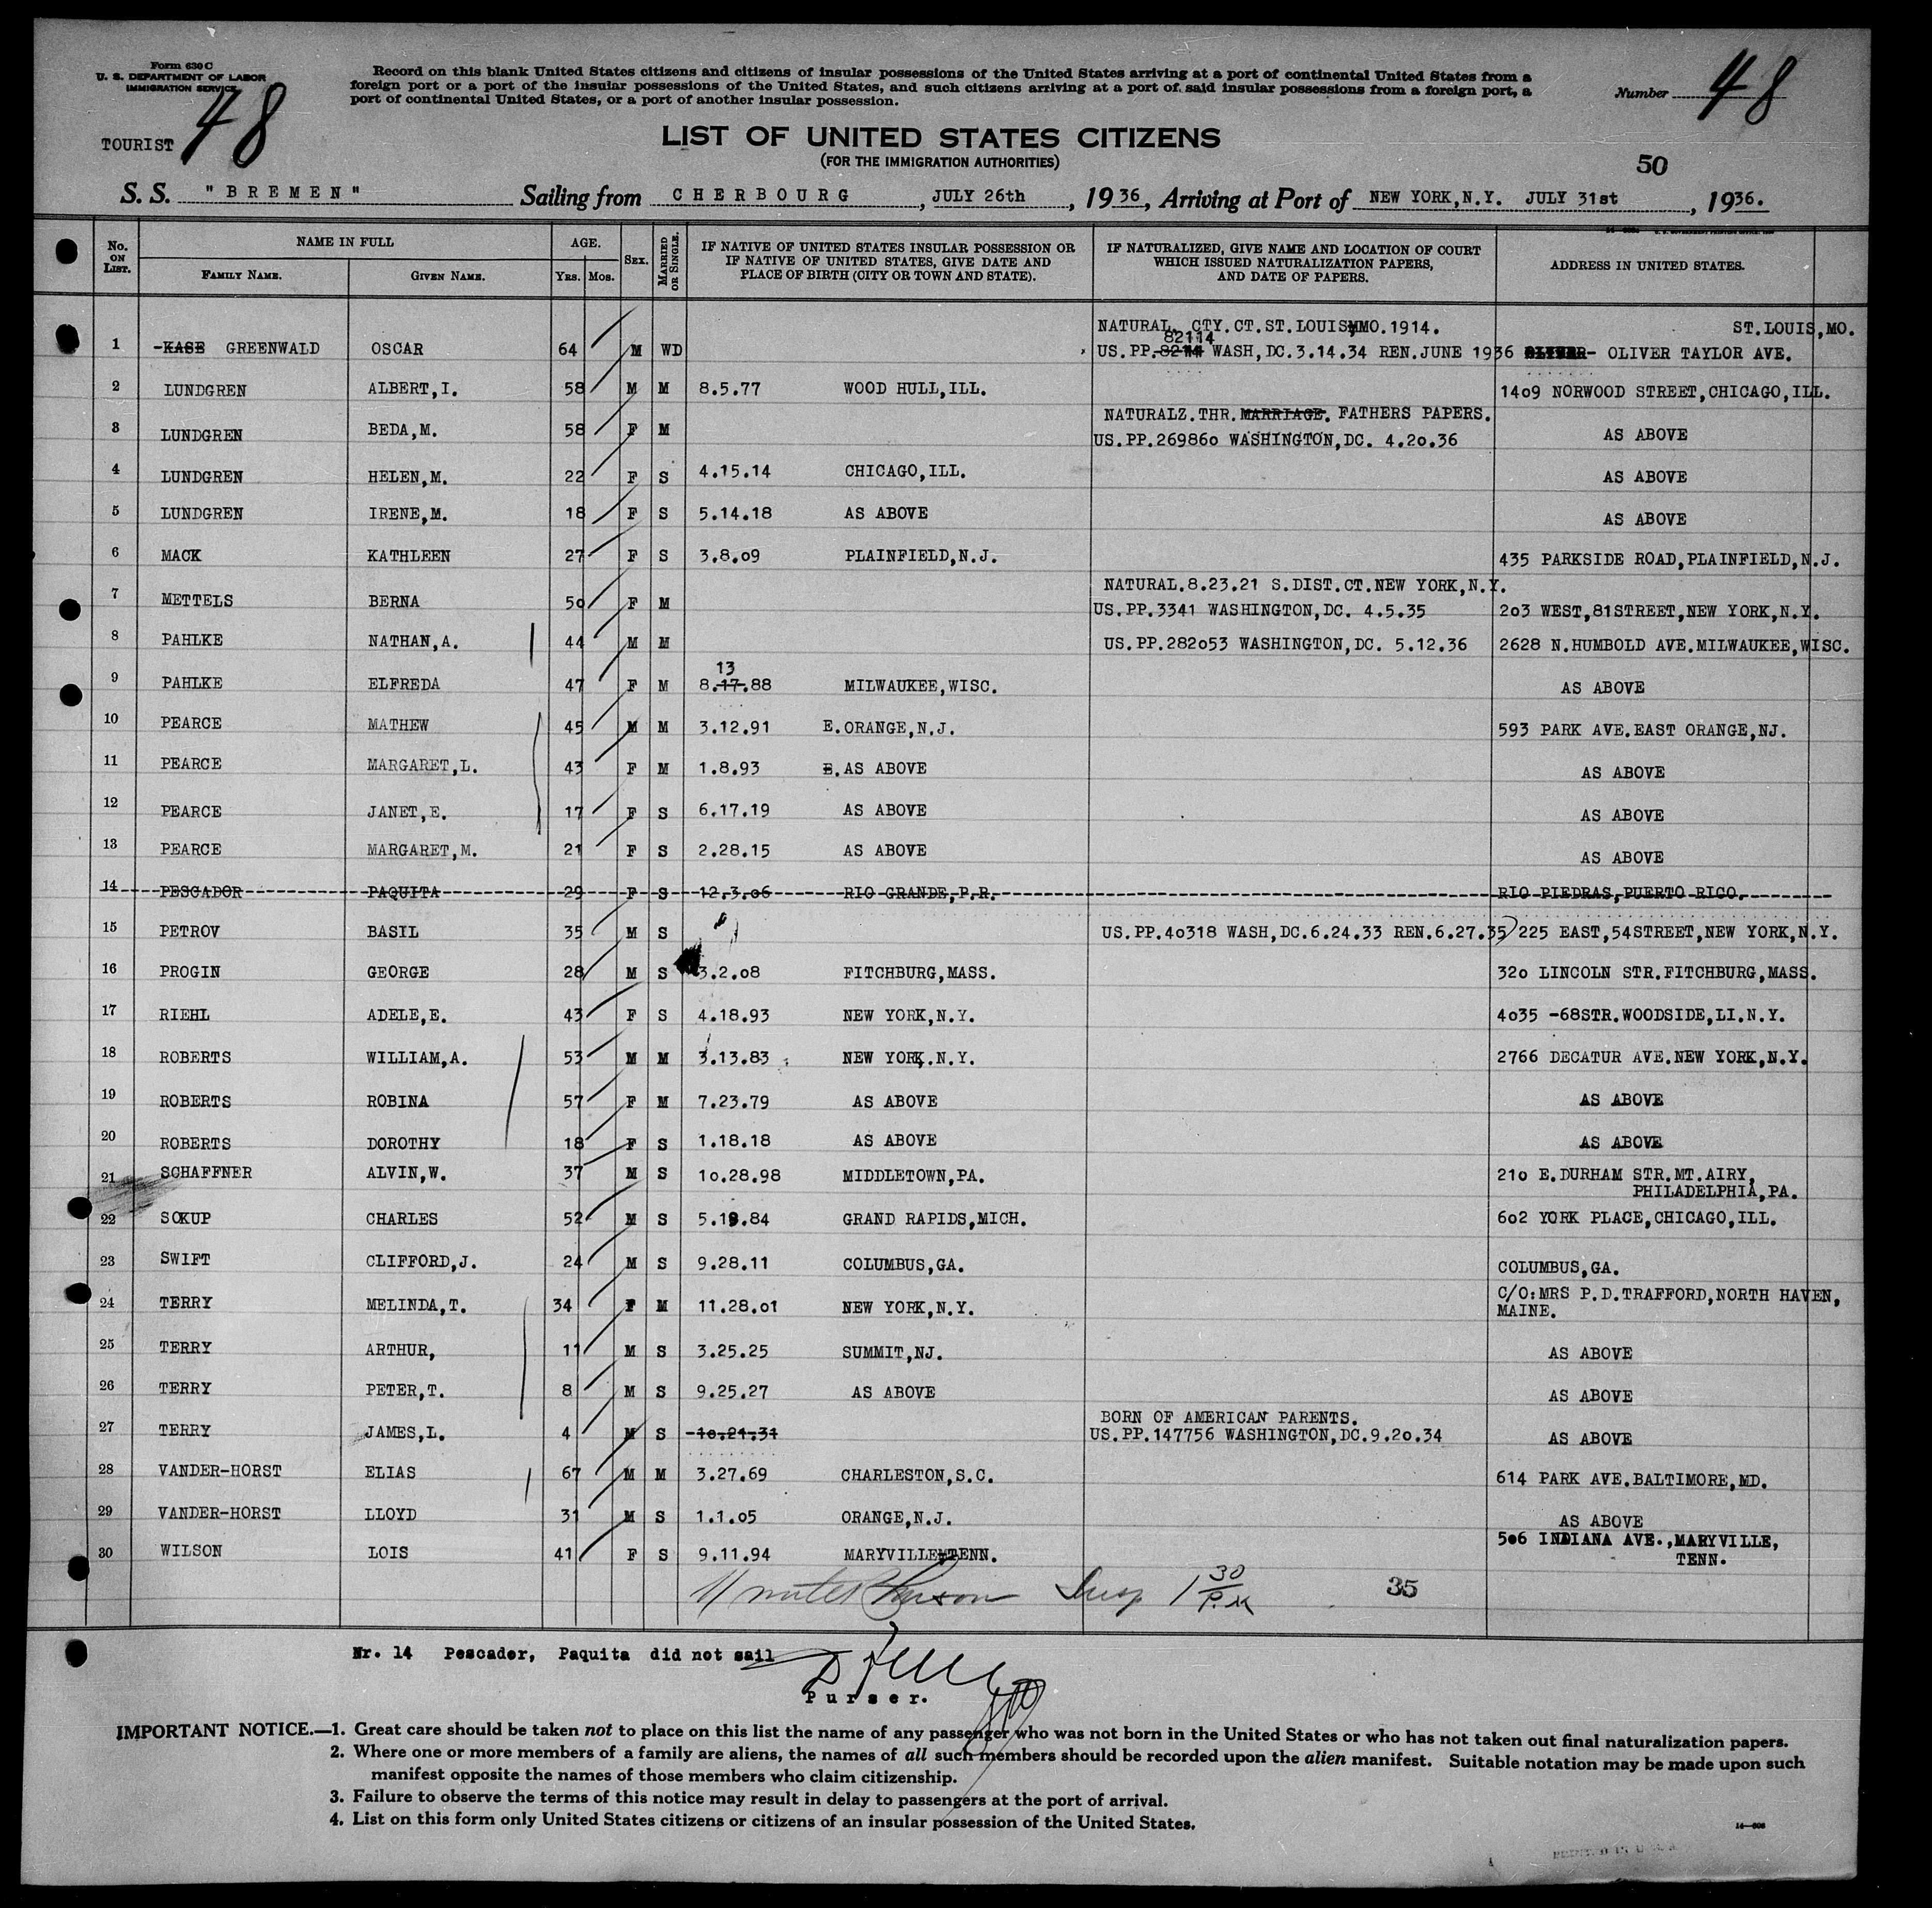 Form 630 C
U. S. DEPARTMENT OF LABOR
IMMIGRATION SERVICE
48
TOURIST
Record on this blank United States citizens and citizens of insular possessions of the United States arriving at a port of continental United States from a
foreign port or a port of the insular possessions of the United States, and such citizens arriving at a port of said insular possessions from a foreign port, a
port of continental United States, or a port of another insular possession.
Number 48
LIST OF UNITED STATES CITIZENS
(FOR THE IMMIGRATION AUTHORITIES)
50
S. S. "BREMEN" Sailing from CHERBOURG, JULY 26th, 1936, Arriving at Port of NEW YORK,N.Y. JULY 31st, 1936.
No. ON LIST. NAME IN FULL FAMILY NAME. GIVEN NAME. AGE. YRS. MOS. SEX. MARRIED OR SINGLE. IF NATIVE OF UNITED STATES INSULAR POSSESSION OR IF NATIVE OF UNITED STATES, GIVE DATE AND PLACE OF BIRTH (CITY OR TOWN AND STATE). IF NATURALIZED, GIVE NAME AND LOCATION OF COURT WHICH ISSUED NATURALIZATION PAPERS, AND DATE OF PAPERS. ADDRESS IN UNITED STATES.
NATURAL. CTY.CT.ST.LOUIS,MO.1914. ST.LOUIS,MO.
82114
1 -KASE GREENWALD OSCAR 64 M WD US.PP.8214 WASH,DC.3.14.34 REN.JUNE 1936 OLIVER- OLIVER TAYLOR AVE.
2 LUNDGREN ALBERT,I. 58 M M 8.5.77 WOOD HULL,ILL. 1409 NORWOOD STREET,CHICAGO,ILL.
NATURALZ.THR.MARRIAGE. FATHERS PAPERS.
3 LUNDGREN BEDA,M. 58 F M US.PP.269860 WASHINGTON,DC. 4.20.36 AS ABOVE
4 LUNDGREN HELEN,M. 22 F S 4.15.14 CHICAGO,ILL. AS ABOVE
5 LUNDGREN IRENE,M. 18 F S 5.14.18 AS ABOVE AS ABOVE
6 MACK KATHLEEN 27 F S 3.8.09 PLAINFIELD,N.J. 435 PARKSIDE ROAD,PLAINFIELD,N.J.
NATURAL.8.23.21 S.DIST.CT.NEW YORK,N.Y.
7 METTELS BERNA 50 F M US.PP.3341 WASHINGTON,DC. 4.5.35 203 WEST,81STREET,NEW YORK,N.Y.
8 PAHLKE NATHAN,A. 44 M M US.PP.282053 WASHINGTON,DC. 5.12.36 2628 N.HUMBOLD AVE.MILWAUKEE,WISC.
13
9 PAHLKE ELFREDA 47 F M 8.17.88 MILWAUKEE,WISC. AS ABOVE
10 PEARCE MATHEW 45 M M 3.12.91 E.ORANGE,N.J. 593 PARK AVE.EAST ORANGE,NJ.
11 PEARCE MARGARET,L. 43 F M 1.8.93 E.AS ABOVE AS ABOVE
12 PEARCE JANET,E. 17 F S 6.17.19 AS ABOVE AS ABOVE
13 PEARCE MARGARET,M. 21 F S 2.28.15 AS ABOVE AS ABOVE
14 PESCADOR PAQUITA 29 F S 12.3.06 RIO GRANDE,P.R. RIO PIEDRAS,PUERTO RICO.
15 PETROV BASIL 35 M S US.PP.40318 WASH,DC.6.24.33 REN.6.27.35 225 EAST,54STREET,NEW YORK,N.Y.
16 PROGIN GEORGE 28 M S 3.2.08 FITCHBURG,MASS. 320 LINCOLN STR.FITCHBURG,MASS.
17 RIEHL ADELE,E. 43 F S 4.18.93 NEW YORK,N.Y. 4035 -68STR.WOODSIDE,LI.N.Y.
18 ROBERTS WILLIAM,A. 53 M M 3.13.83 NEW YORK,.N.Y. 2766 DECATUR AVE.NEW YORK,N.Y.
19 ROBERTS ROBINA 57 F M 7.23.79 AS ABOVE AS ABOVE
20 ROBERTS DOROTHY 18 F S 1.18.18 AS ABOVE AS ABOVE
21 SCHAFFNER ALVIN,W. 37 M S 10.28.98 MIDDLETOWN,PA. 210 E.DURHAM STR.MT.AIRY,
PHILADELPHIA,PA.
22 SOKUP CHARLES 52 M S 5.19.84 GRAND RAPIDS,MICH. 602 YORK PLACE,CHICAGO,ILL.
23 SWIFT CLIFFORD,J. 24 M S 9.28.11 COLUMBUS,GA. COLUMBUS,GA.
24 TERRY MELINDA,T. 34 F M 11.28.01 NEW YORK,N.Y. C/O:MRS P.D.TRAFFORD,NORTH HAVEN,
MAINE.
25 TERRY ARTHUR, 11 M S 3.25.25 SUMMIT,NJ. AS ABOVE
26 TERRY PETER,T. 8 M S 9.25.27 AS ABOVE AS ABOVE
BORN OF AMERICAN PARENTS.
27 TERRY JAMES,L. 4 M S -10.21.31 US.PP.147756 WASHINGTON,DC.9.20.34 AS ABOVE
28 VANDER-HORST ELIAS 67 M M 3.27.69 CHARLESTON,S.C. 614 PARK AVE.BALTIMORE,MD.
29 VANDER-HORST LLOYD 31 M S 1.1.05 ORANGE,N.J. AS ABOVE
30 WILSON LOIS 41 F S 9.11.94 MARYVILLE,TENN. 506 INDIANA AVE.,MARYVILLE,
TENN.
Insp 1 30 P.M 35
Nr. 14 Pescador, Paquita did not sail
Purser.
IMPORTANT NOTICE.—1. Great care should be taken not to place on this list the name of any passenger who was not born in the United States or who has not taken out final naturalization papers.
2. Where one or more members of a family are aliens, the names of all such members should be recorded upon the alien manifest. Suitable notation may be made upon such
manifest opposite the names of those members who claim citizenship.
3. Failure to observe the terms of this notice may result in delay to passengers at the port of arrival.
4. List on this form only United States citizens or citizens of an insular possession of the United States.